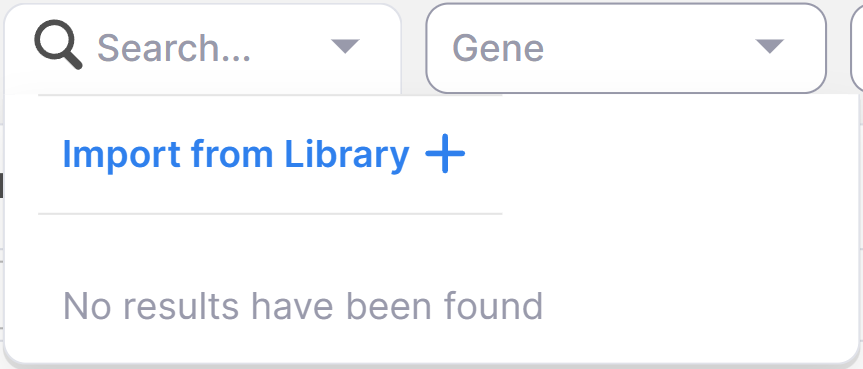 Search...
Gene
Import from Library +
No results have been found